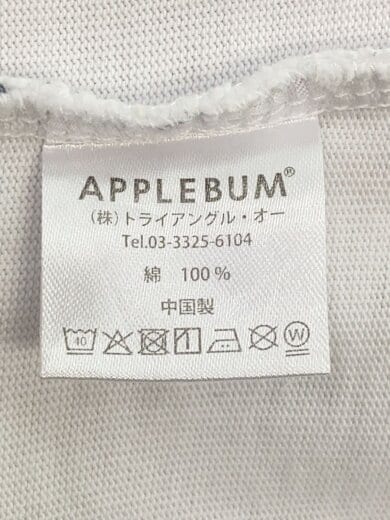 APPLEBUM®
(株)トライアングル・オー
Tel.03-3325-6104
綿 100%
中国製
40 W